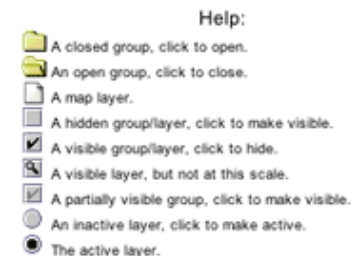 Help:
A closed group, click to open.
An open group, click to close.
A map layer.
A hidden group/layer, click to make visible.
A visible group/layer, click to hide.
A visible layer, but not at this scale.
A partially visible group, click to make visible.
An inactive layer, click to make active.
The active layer.